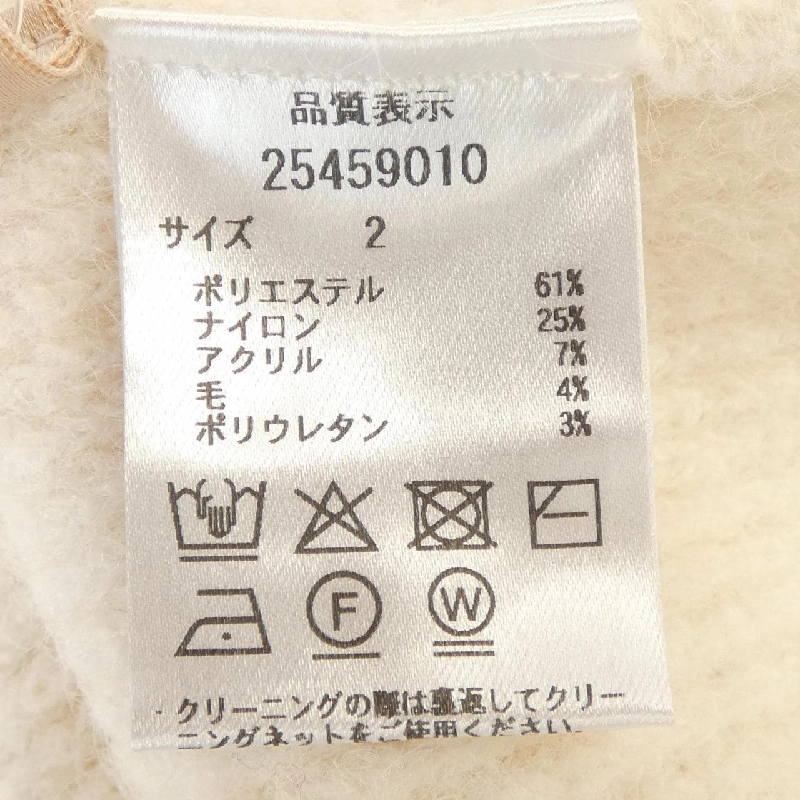 品質表示
25459010
サイズ 2
ポリエステル 61%
ナイロン 25%
アクリル 7%
毛 4%
ポリウレタン 3%
F W
・クリーニングの際は裏返してクリー
ニングネットをご使用ください。